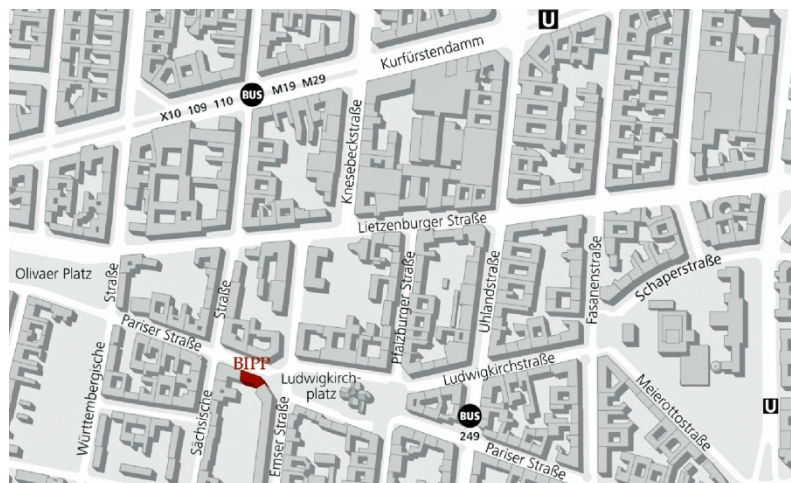 U
Kurfürstendamm
X10 109 110 BUS M19 M29
Knesebeckstraße
Lietzenburger Straße
Olivaer Platz
Straße
Straße
Pfalzburger Straße
Uhlandstraße
Fasanenstraße
Schaperstraße
Pariser Straße
BIPP
Ludwigkirch-
platz
Ludwigkirchstraße
Württembergische
Sächsische
Emser Straße
Meierottostraße
U
BUS
249
Pariser Straße